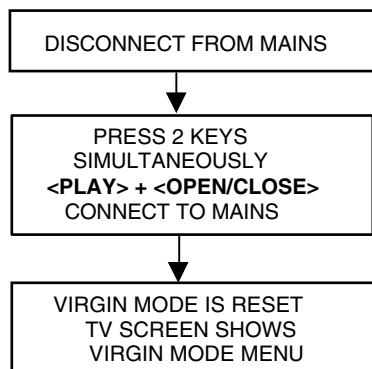 DISCONNECT FROM MAINS
PRESS 2 KEYS
SIMULTANEOUSLY
<PLAY> + <OPEN/CLOSE>
CONNECT TO MAINS
VIRGIN MODE IS RESET
TV SCREEN SHOWS
VIRGIN MODE MENU